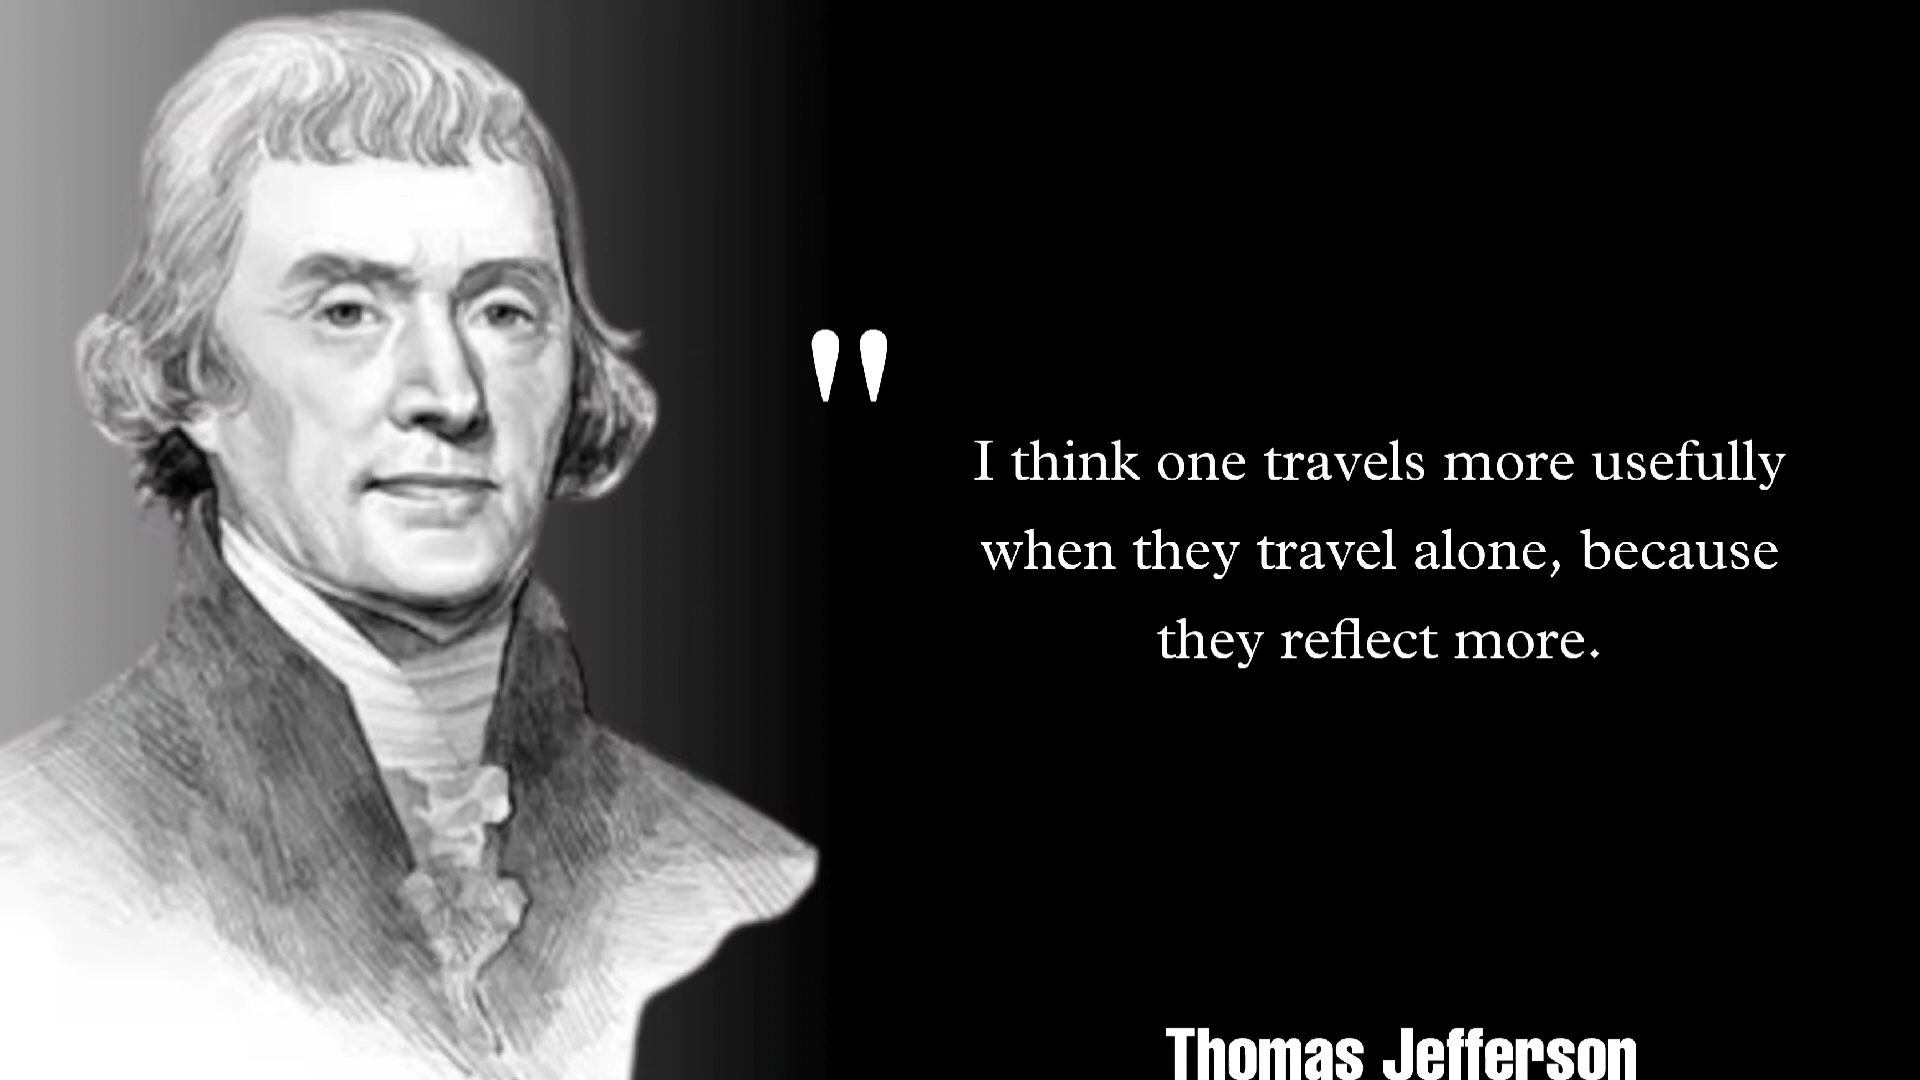 "
I think one travels more usefully
when they travel alone, because
they reflect more.
Thomas Jefferson